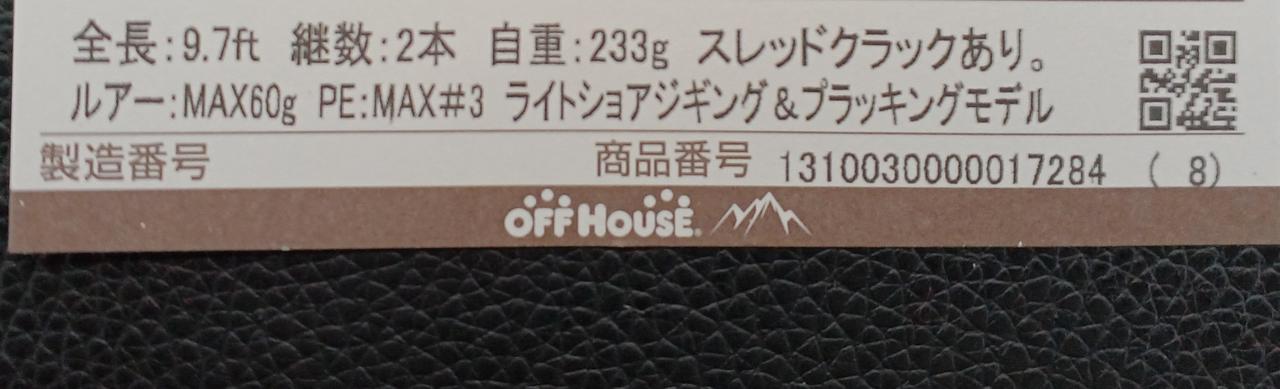 全長:9.7ft 継数:2本 自重:233g スレッドクラックあり。
ルアー:MAX60g PE:MAX#3 ライトショアジギング&プラッキングモデル
製造番号 商品番号 1310030000017284 ( 8)
OFF HOUSE